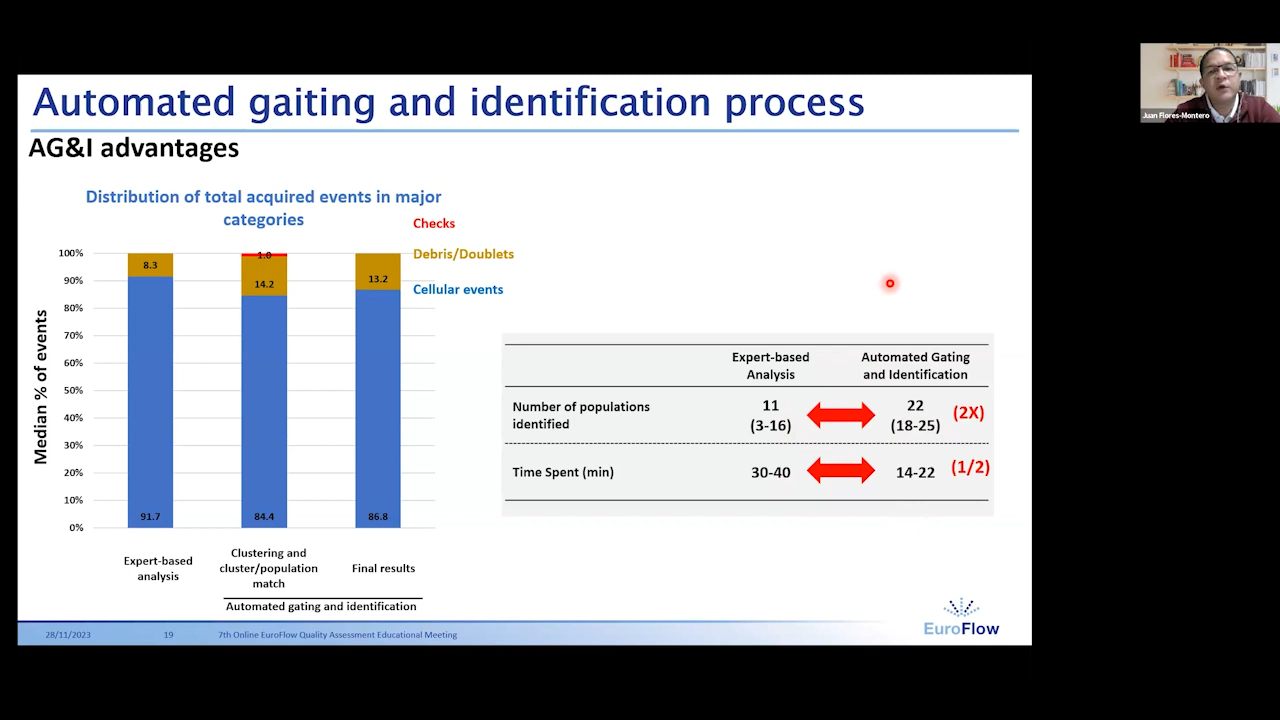 Automated gaiting and identification process
AG&I advantages
Distribution of total acquired events in major
categories
Checks
Debris/Doublets
Cellular events
Median % of events
100%
90%
80%
70%
60%
50%
40%
30%
20%
10%
0%
8.3
91.7
1.0
14.2
84.4
13.2
86.8
Expert-based
analysis
Clustering and
cluster/population
match
Final results
Automated gating and identification
Expert-based
Analysis
Automated Gating
and Identification
Number of populations
identified
11
(3-16)
22
(18-25)
(2X)
Time Spent (min)
30-40
14-22
(1/2)
28/11/2023
19
7th Online EuroFlow Quality Assessment Educational Meeting
EuroFlow
Juan Flores-Montero